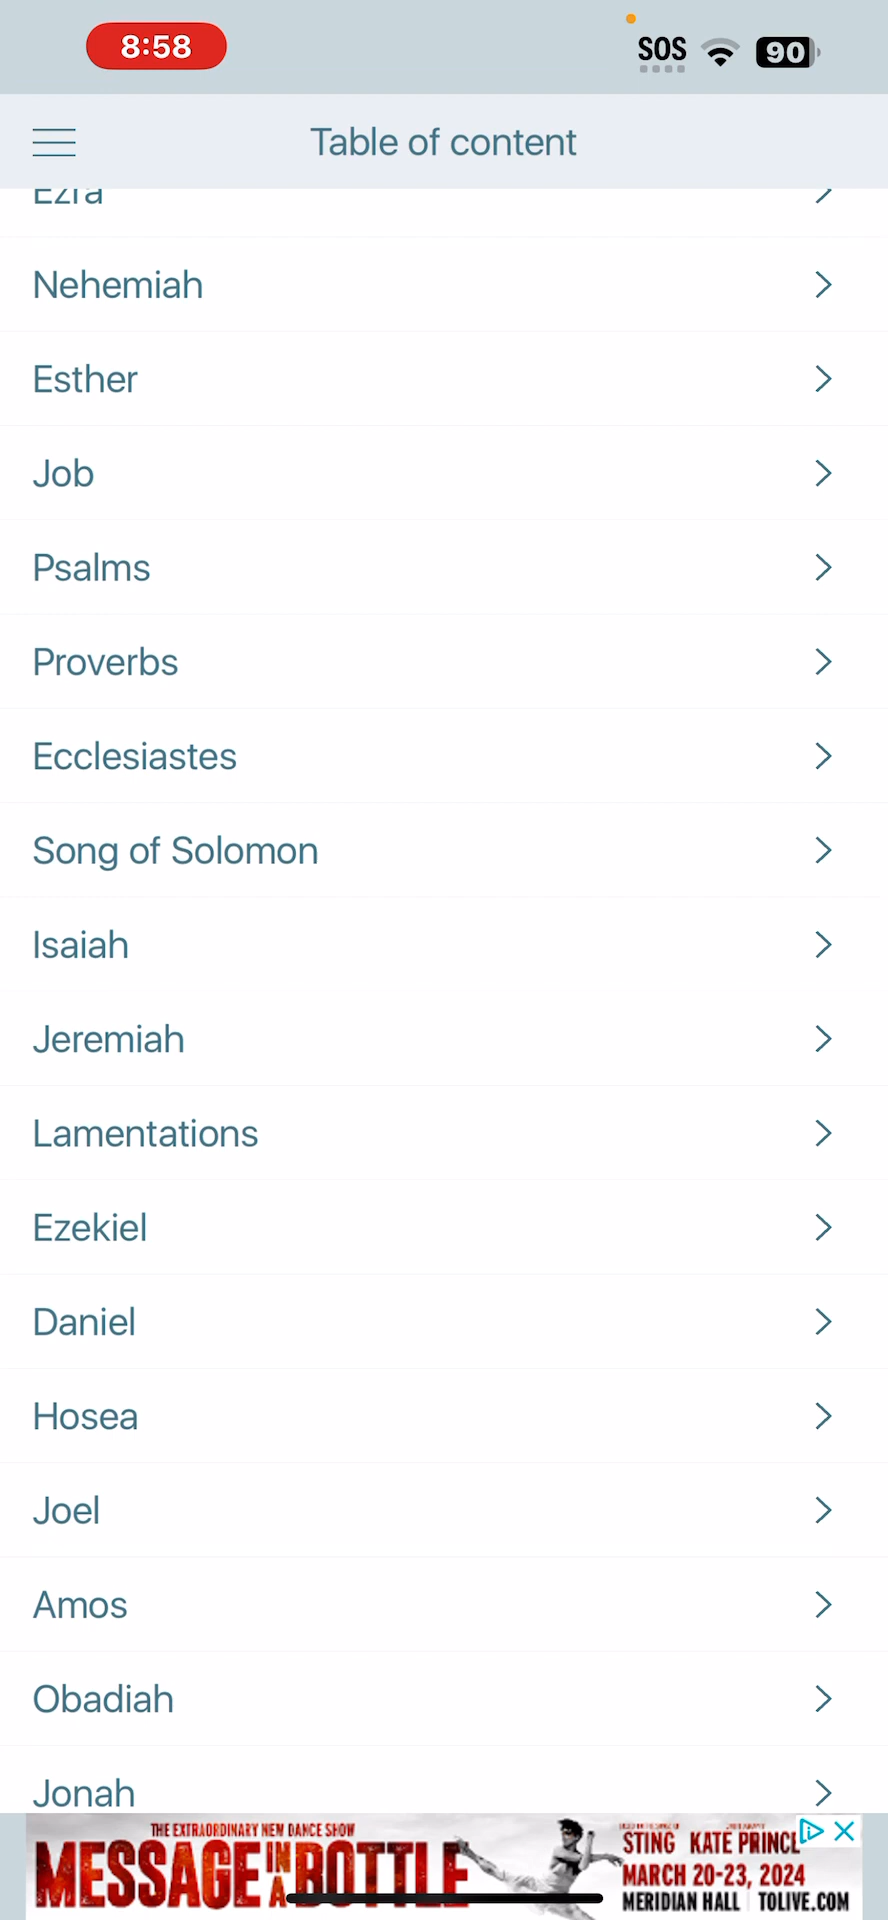 8:58
SOS
90
Table of content
Ezra
Nehemiah
Esther
Job
Psalms
Proverbs
Ecclesiastes
Song of Solomon
Isaiah
Jeremiah
Lamentations
Ezekiel
Daniel
Hosea
Joel
Amos
Obadiah
Jonah
THE EXTRAORDINARY NEW DANCE SHOW
MESSAGE IN A BOTTLE
STING KATE PRINCE
MARCH 20-23, 2024
MERIDIAN HALL TOLIVE.COM